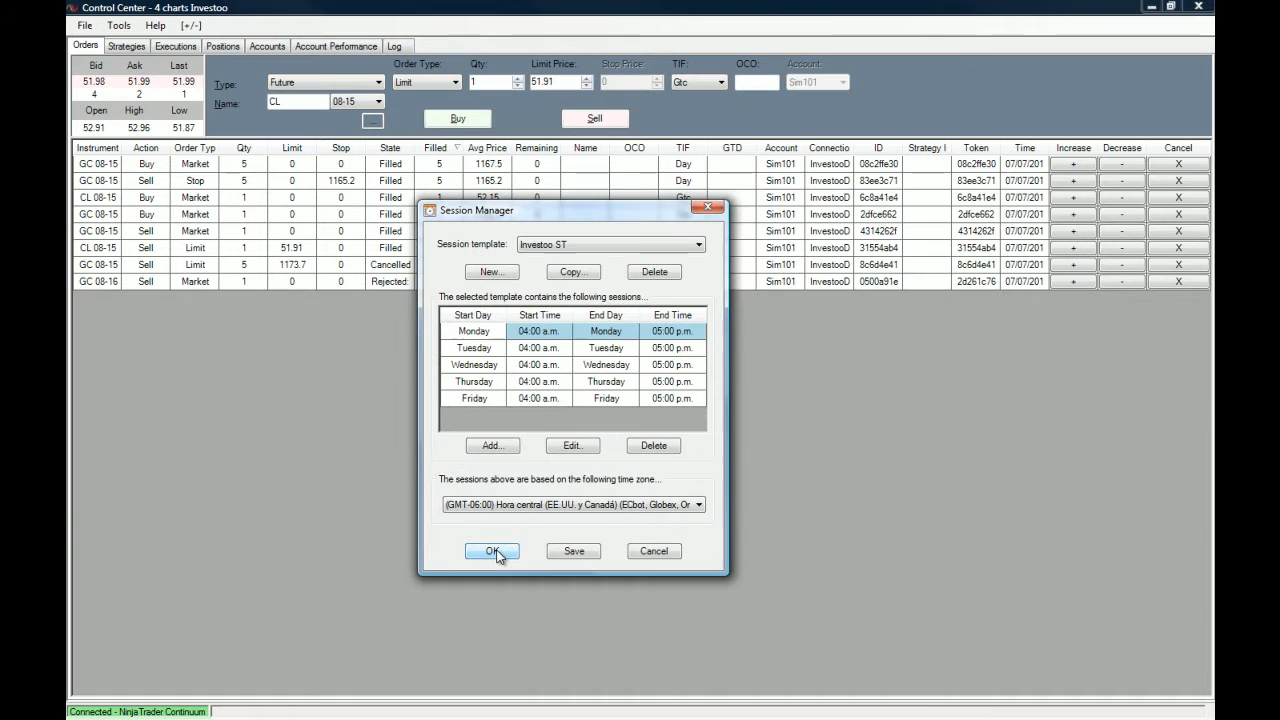 Control Center - 4 charts Investoo
File Tools Help [+/-]
Orders Strategies Executions Positions Accounts Account Performance Log
Bid Ask Last
51.98 51.99 51.99
4 2 1
Open High Low
52.91 52.96 51.87
Order Type: Qty: Limit Price: Stop Price: TIF: OCO: Account:
Type: Future Limit 1 51.91 0 Gtc Sim101
Name: CL 08-15
... Buy Sell
Instrument Action Order Typ Qty Limit Stop State Filled Avg Price Remaining Name OCO TIF GTD Account Connectio ID Strategy I Token Time Increase Decrease Cancel
GC 08-15 Buy Market 5 0 0 Filled 5 1167.5 0 Day Sim101 InvestooD 08c2ffe30 08c2ffe30 07/07/201 + - X
GC 08-15 Sell Stop 5 0 1165.2 Filled 5 1165.2 0 Day Sim101 InvestooD 83ee3c71 83ee3c71 07/07/201 + - X
CL 08-15 Buy Market 1 0 0 Filled 1 52.15 0 Gtc Sim101 InvestooD 6c8a41e4 6c8a41e4 07/07/201 + - X
GC 08-15 Buy Market 1 0 0 Filled Sim101 InvestooD 2dfce662 2dfce662 07/07/201 + - X
GC 08-15 Sell Market 1 0 0 Filled Sim101 InvestooD 4314262f 4314262f 07/07/201 + - X
CL 08-15 Sell Limit 1 51.91 0 Filled Sim101 InvestooD 31554ab4 31554ab4 07/07/201 + - X
GC 08-15 Sell Limit 5 1173.7 0 Cancelled Sim101 InvestooD 8c6d4e41 8c6d4e41 07/07/201 + - X
GC 08-16 Sell Market 1 0 0 Rejected: Sim101 InvestooD 0500a91e 2d261c76 07/07/201 + - X
Session Manager
Session template: Investoo ST
New... Copy... Delete
The selected template contains the following sessions...
Start Day Start Time End Day End Time
Monday 04:00 a.m. Monday 05:00 p.m.
Tuesday 04:00 a.m. Tuesday 05:00 p.m.
Wednesday 04:00 a.m. Wednesday 05:00 p.m.
Thursday 04:00 a.m. Thursday 05:00 p.m.
Friday 04:00 a.m. Friday 05:00 p.m.
Add... Edit.. Delete
The sessions above are based on the following time zone...
(GMT-06:00) Hora central (EE.UU. y Canadá) (ECbot, Globex, Or
OK Save Cancel
Connected - NinjaTrader Continuum